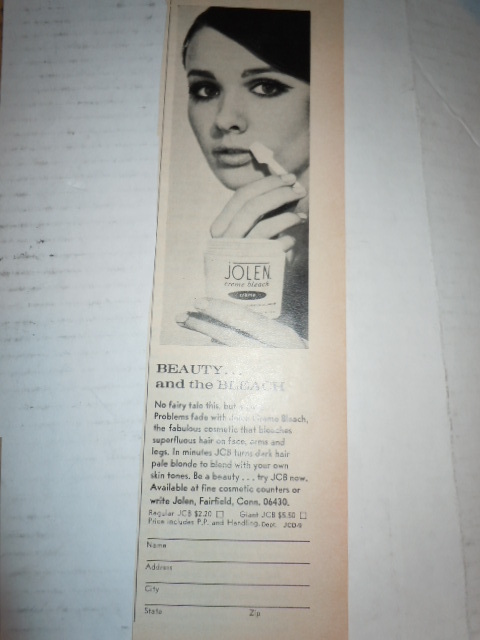 JOLEN
creme bleach
BEAUTY...
and the BLEACH
No fairy tale this, but
Problems fade with Creme Bleach,
the fabulous cosmetic that bleaches
superfluous hair on face, arms and
legs. In minutes JCB turns dark hair
pale blonde to blend with your own
skin tones. Be a beauty... try JCB now.
Available at fine cosmetic counters or
write Jolen, Fairfield, Conn. 06430.
Regular JCB $2.20 □ Giant JCB $5.50 □
Price includes P.P. and Handling. Dept. JCD-9
Name
Address
City
State Zip